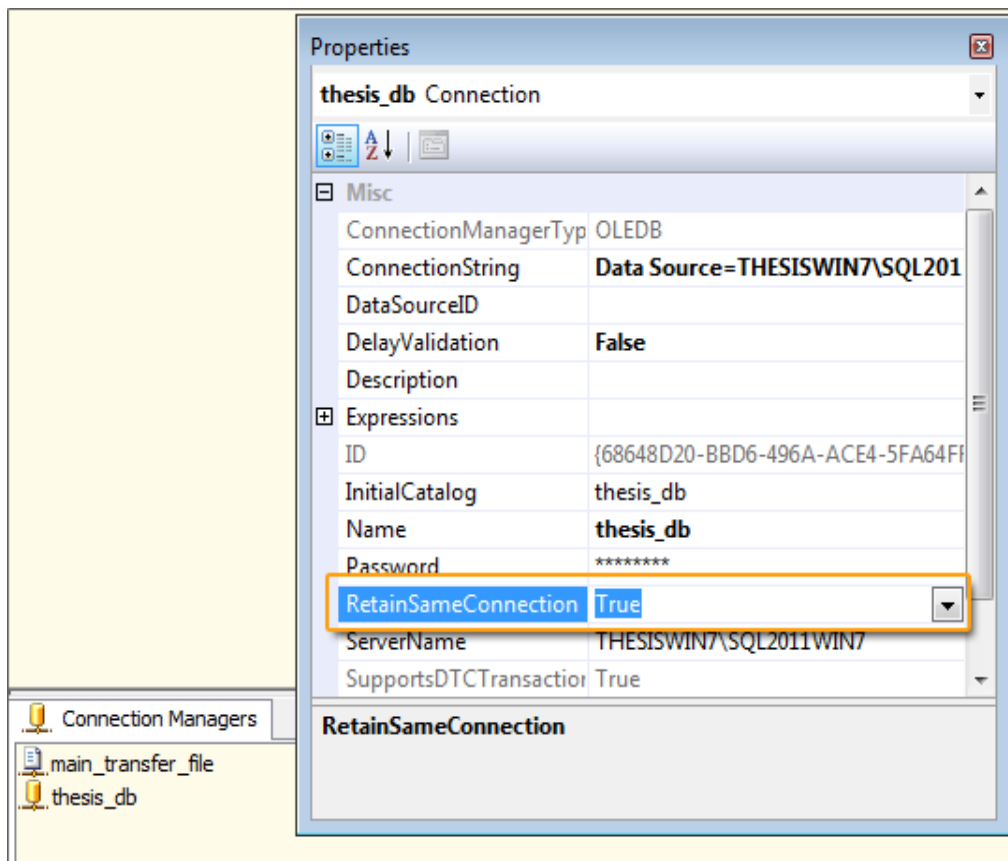 Properties
thesis_db Connection
Misc
ConnectionManagerTyp OLEDB
ConnectionString Data Source=THESISWIN7\SQL201
DataSourceID
DelayValidation False
Description
Expressions
ID {68648D20-BBD6-496A-ACE4-5FA64FF
InitialCatalog thesis_db
Name thesis_db
Password ********
RetainSameConnection True
ServerName THESISWIN7\SQL2011WIN7
SupportsDTCTransactior True
RetainSameConnection
Connection Managers
main_transfer_file
thesis_db